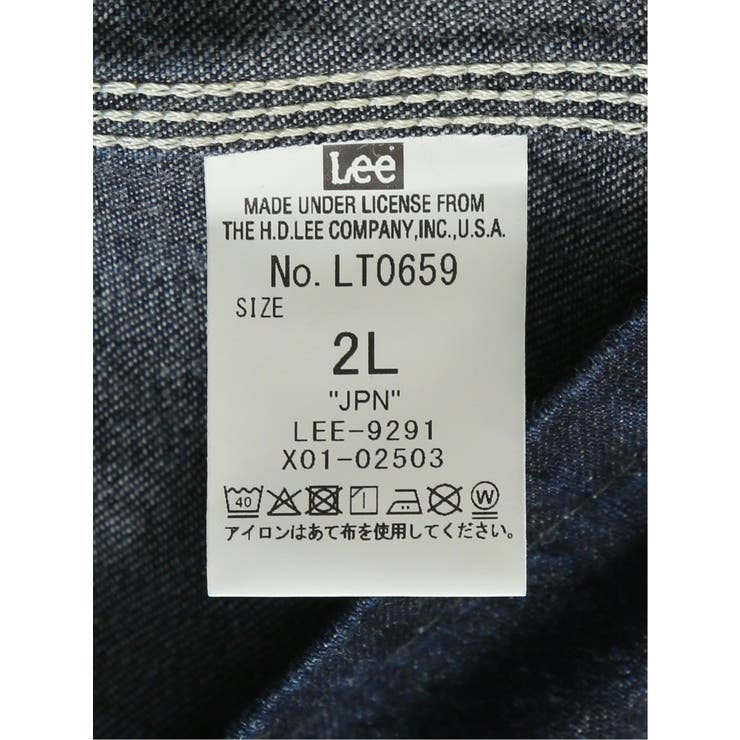 Lee
MADE UNDER LICENSE FROM
THE H.D.LEE COMPANY,INC.,U.S.A.
No. LT0659
SIZE
2L
"JPN"
LEE-9291
X01-02503
40 W
アイロンはあて布を使用してください。